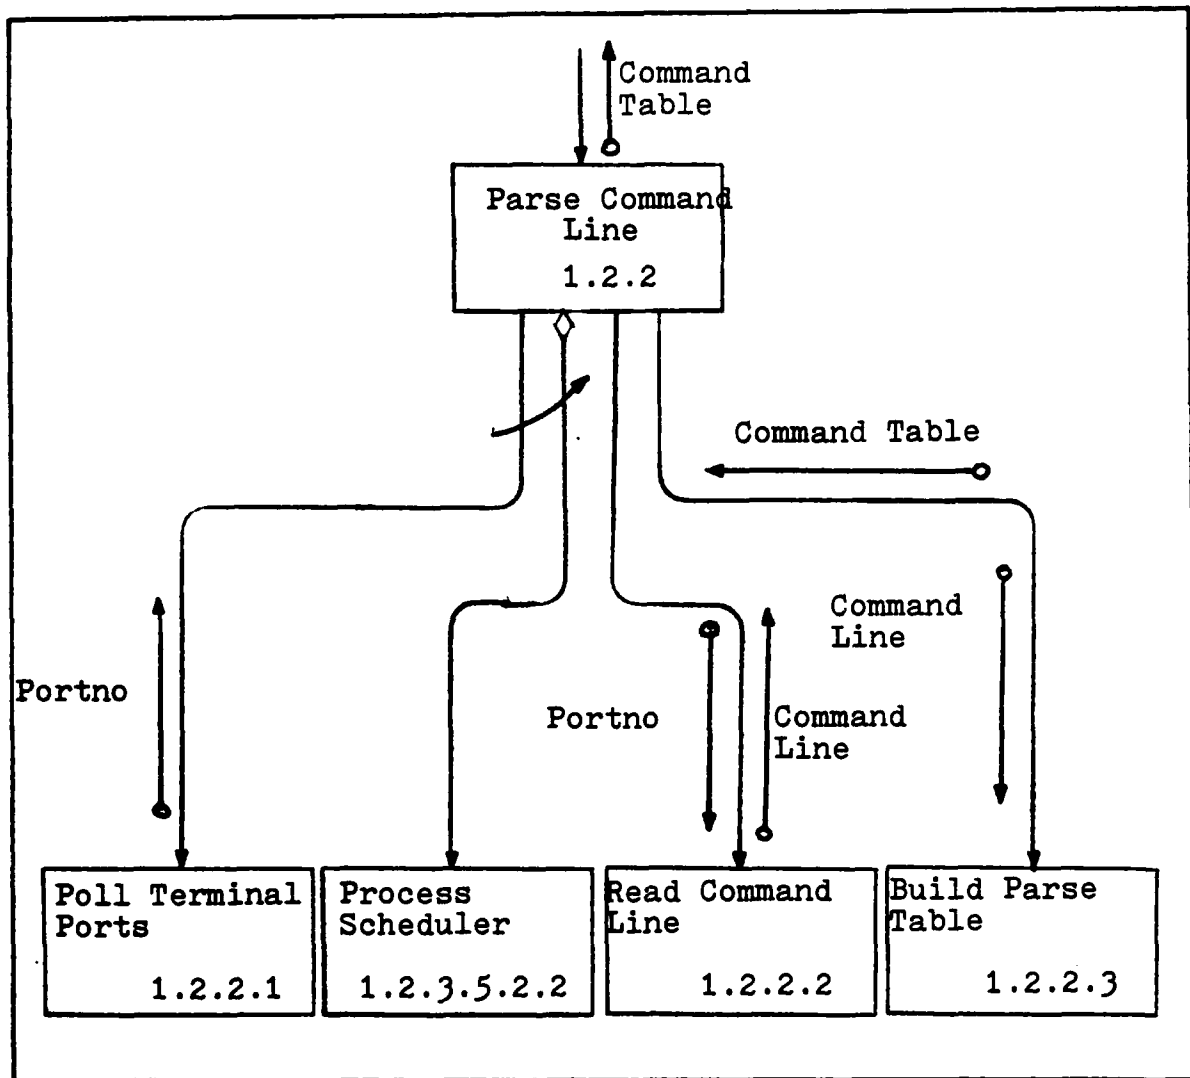 Command
Table
Parse Command
Line
1.2.2
Command Table
Command
Line
Portno
Portno
Command
Line
Poll Terminal
Ports
1.2.2.1
Process
Scheduler
1.2.3.5.2.2
Read Command
Line
1.2.2.2
Build Parse
Table
1.2.2.3